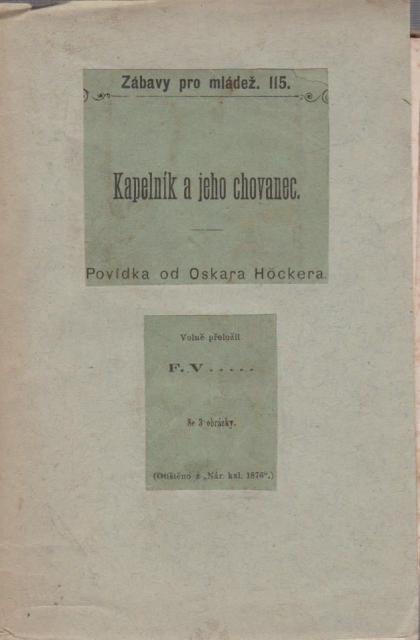 Zábavy pro mládež. 115.
Kapelník a jeho chovanec.
Povídka od Oskara Höckera.
Volně přeložil
F. V.....
Se 3 obrázky.
(Otištěno z „Nár. kal. 1876“.)